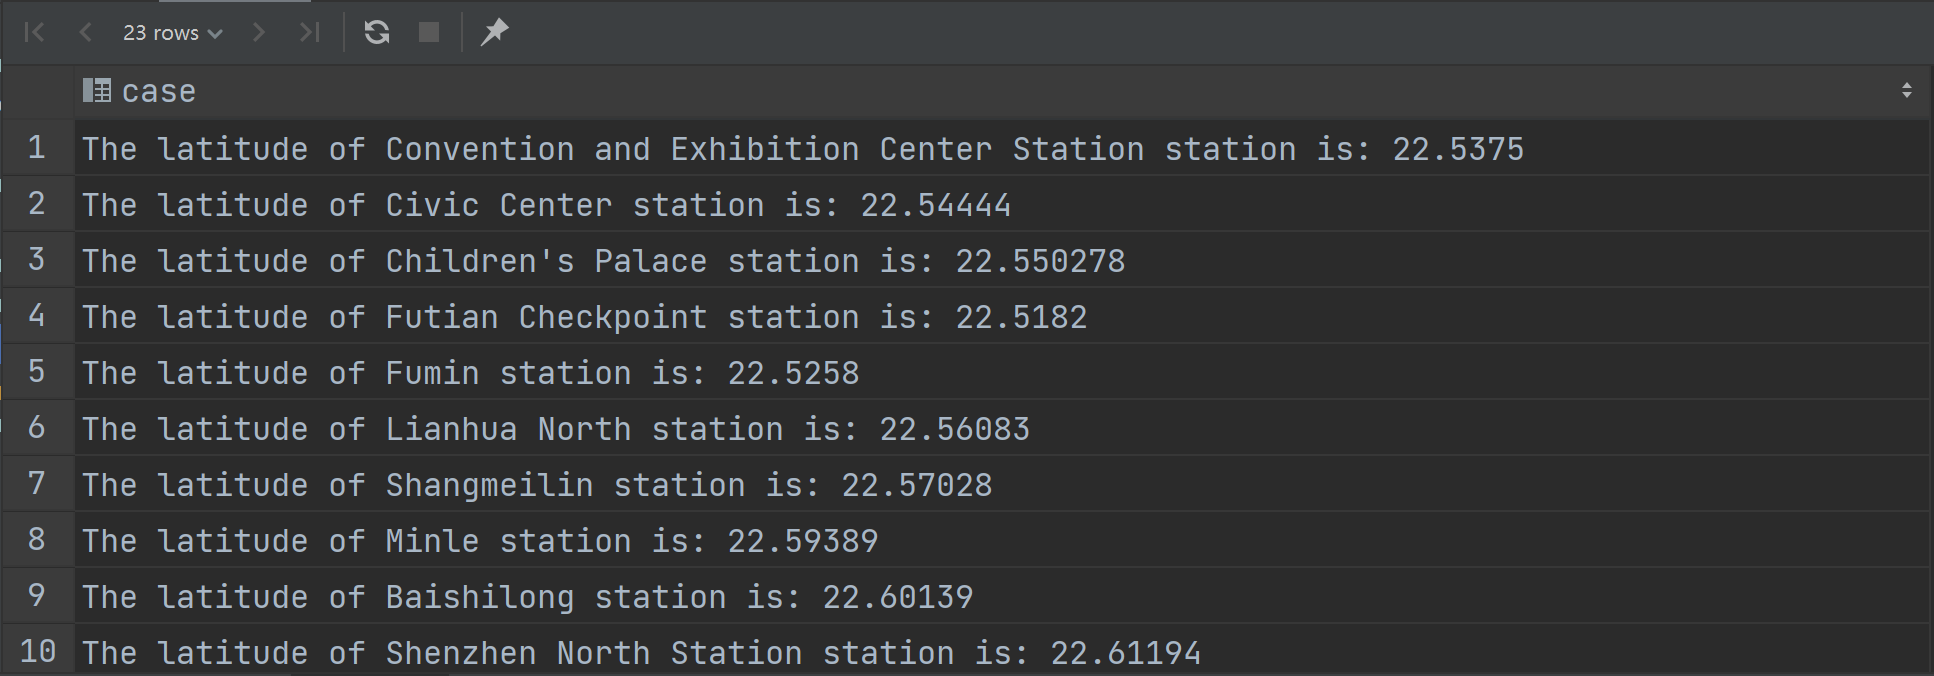 23 rows
case
1 The latitude of Convention and Exhibition Center Station station is: 22.5375
2 The latitude of Civic Center station is: 22.54444
3 The latitude of Children's Palace station is: 22.550278
4 The latitude of Futian Checkpoint station is: 22.5182
5 The latitude of Fumin station is: 22.5258
6 The latitude of Lianhua North station is: 22.56083
7 The latitude of Shangmeilin station is: 22.57028
8 The latitude of Minle station is: 22.59389
9 The latitude of Baishilong station is: 22.60139
10 The latitude of Shenzhen North Station station is: 22.61194